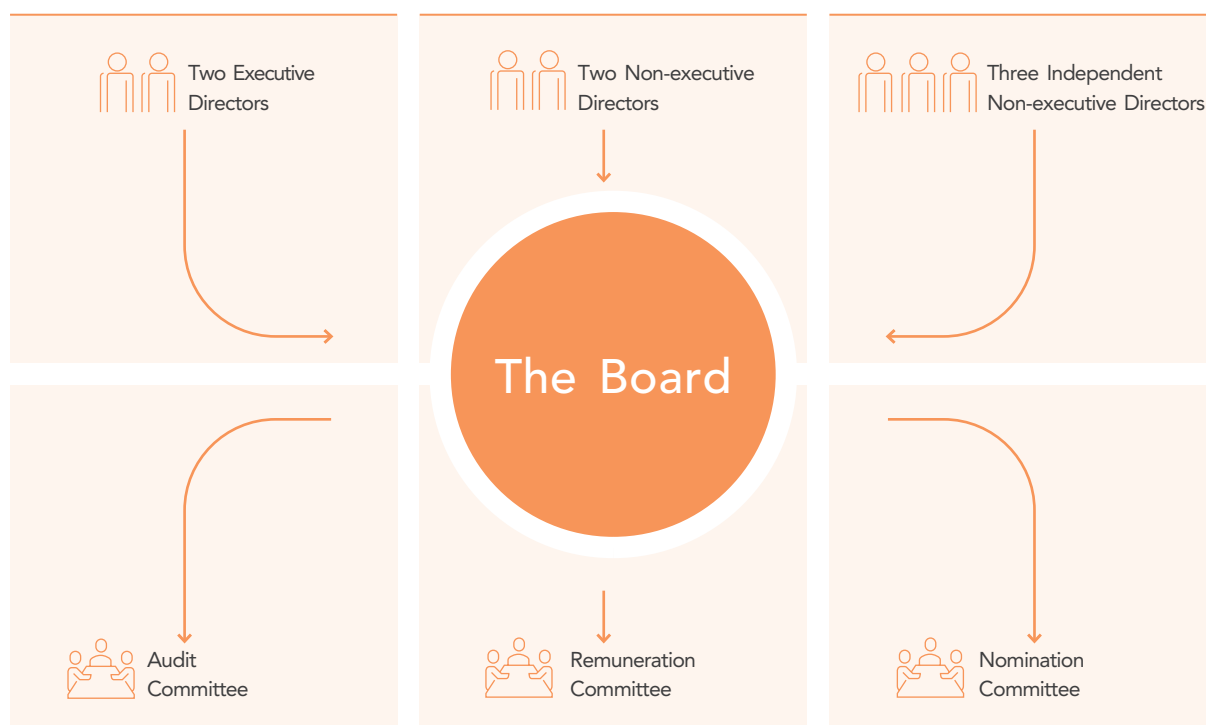 Two Executive
Directors
Two Non-executive
Directors
Three Independent
Non-executive Directors
The Board
Audit
Committee
Remuneration
Committee
Nomination
Committee